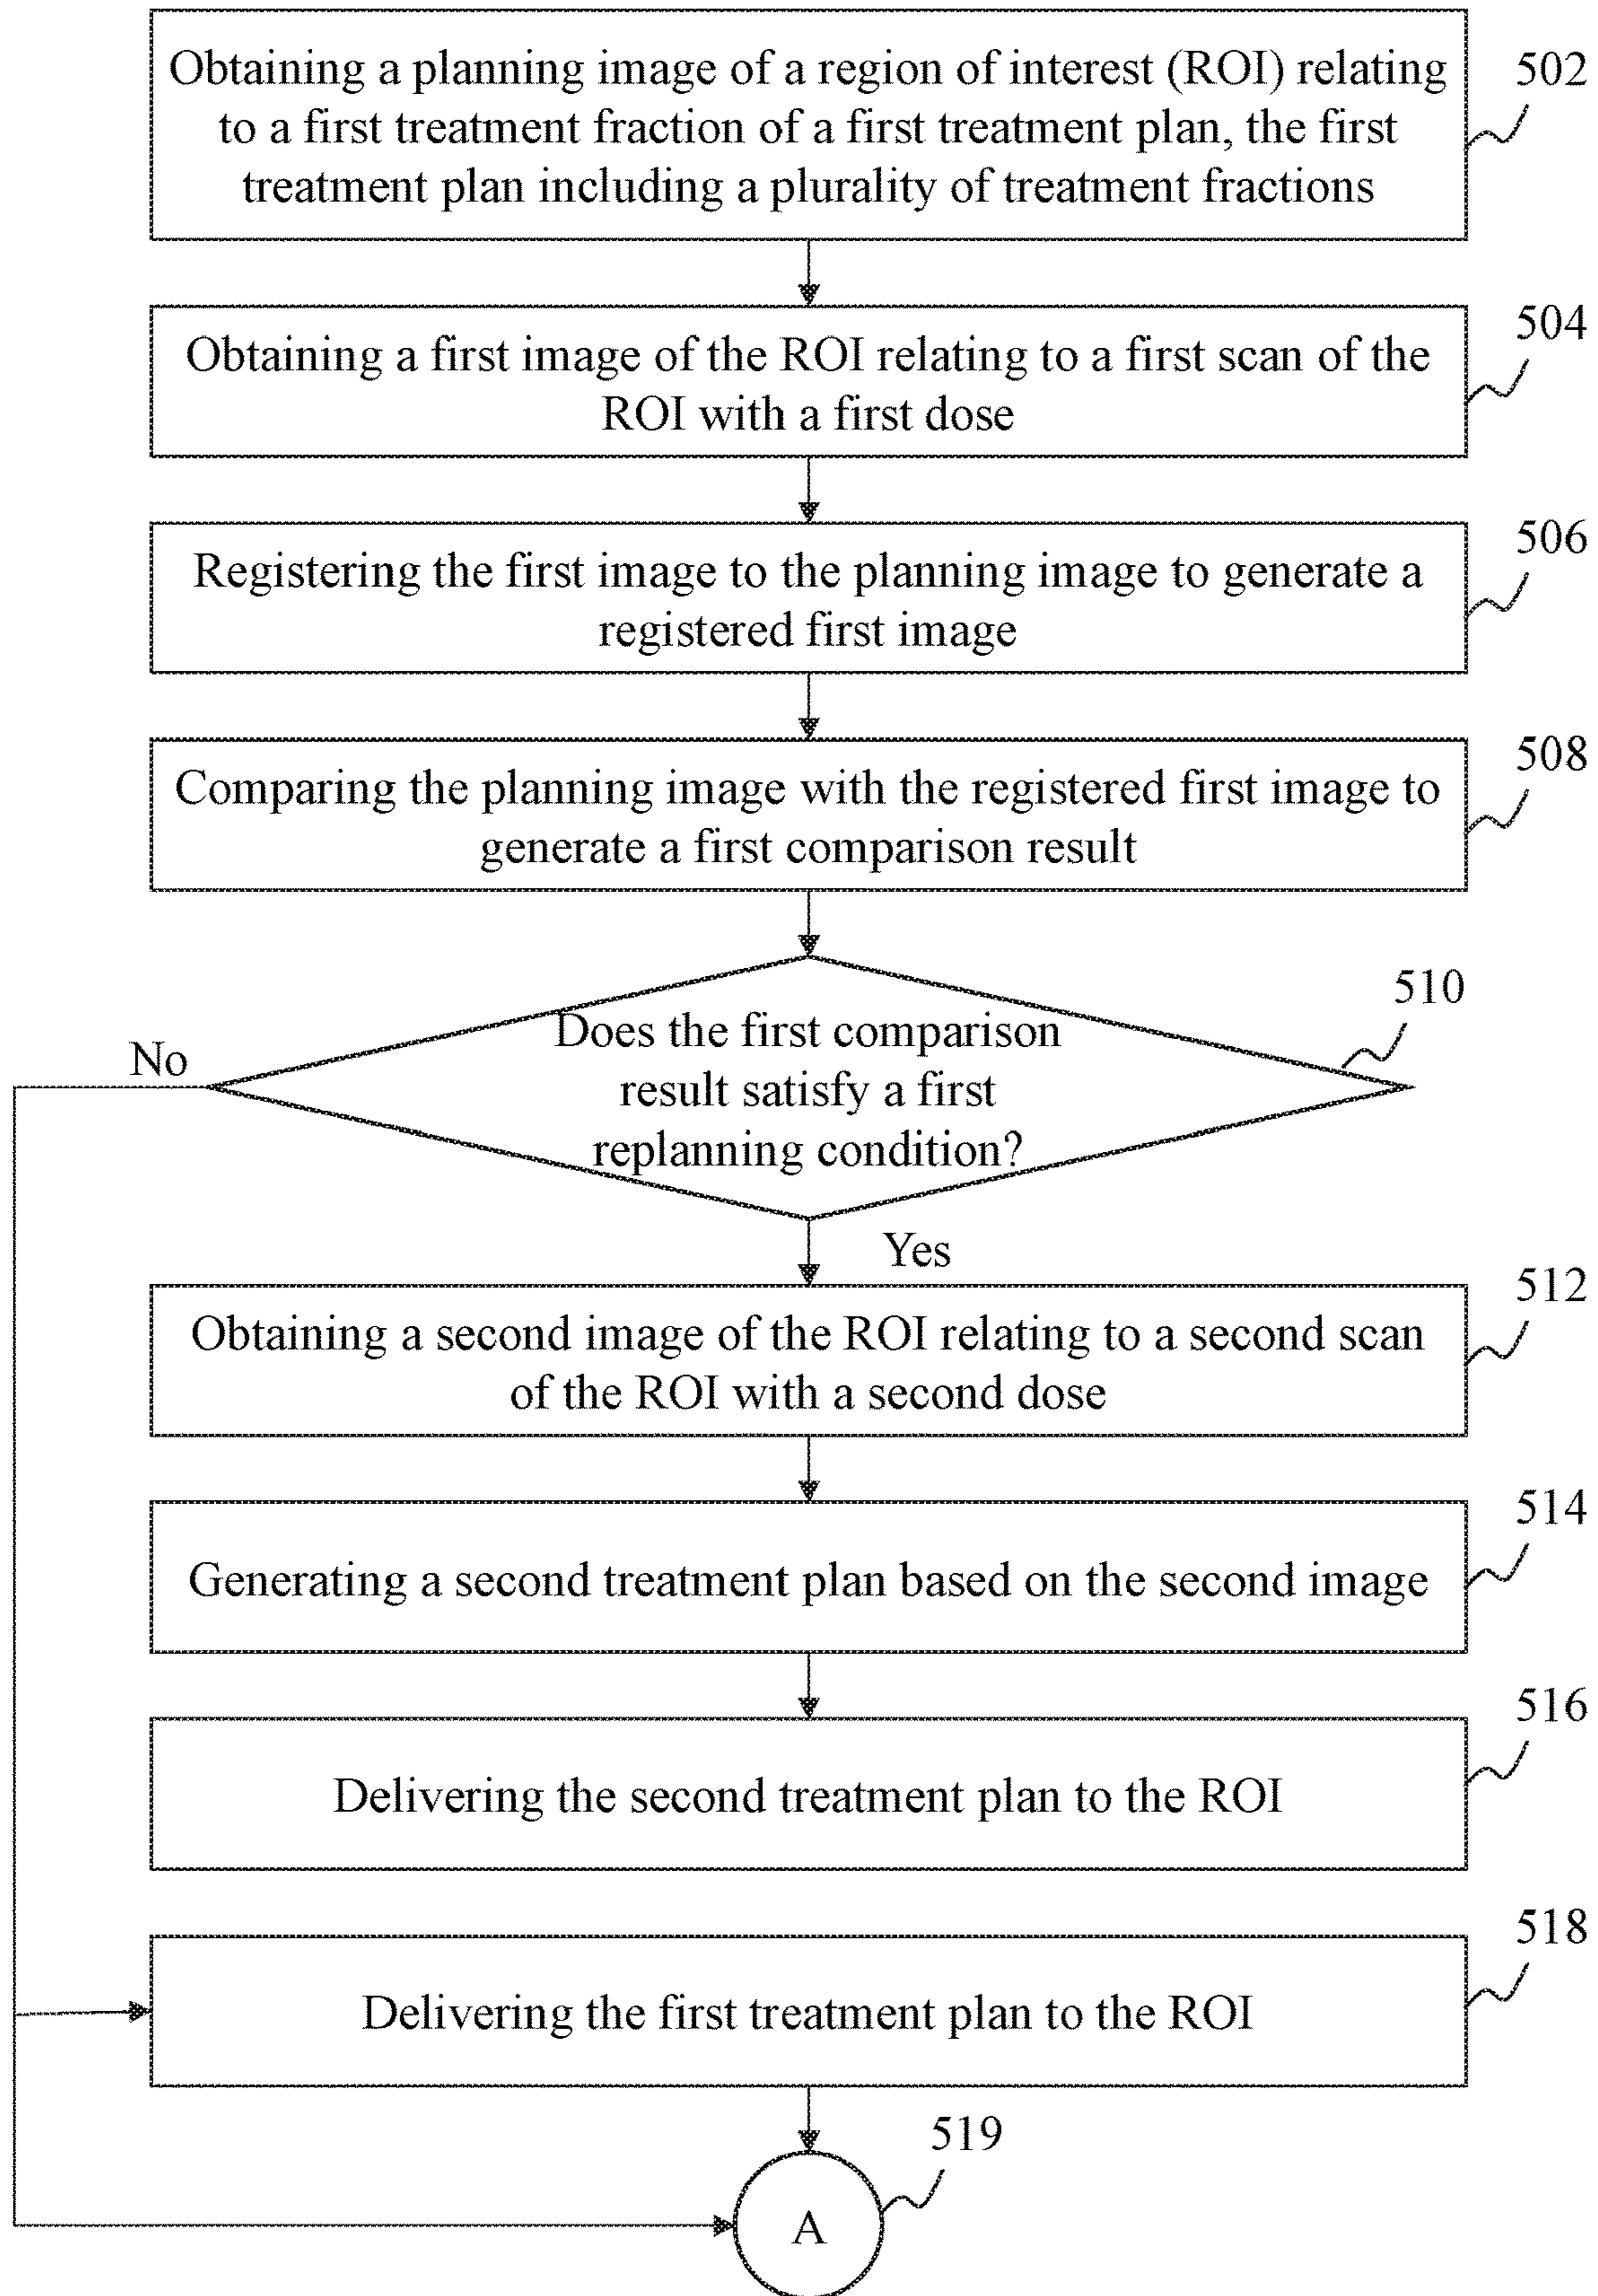 Obtaining a planning image of a region of interest (ROI) relating
to a first treatment fraction of a first treatment plan, the first
treatment plan including a plurality of treatment fractions
502
Obtaining a first image of the ROI relating to a first scan of the
ROI with a first dose
504
Registering the first image to the planning image to generate a
registered first image
506
Comparing the planning image with the registered first image to
generate a first comparison result
508
Does the first comparison
result satisfy a first
replanning condition?
510
No
Yes
Obtaining a second image of the ROI relating to a second scan
of the ROI with a second dose
512
Generating a second treatment plan based on the second image
514
Delivering the second treatment plan to the ROI
516
Delivering the first treatment plan to the ROI
518
A
519